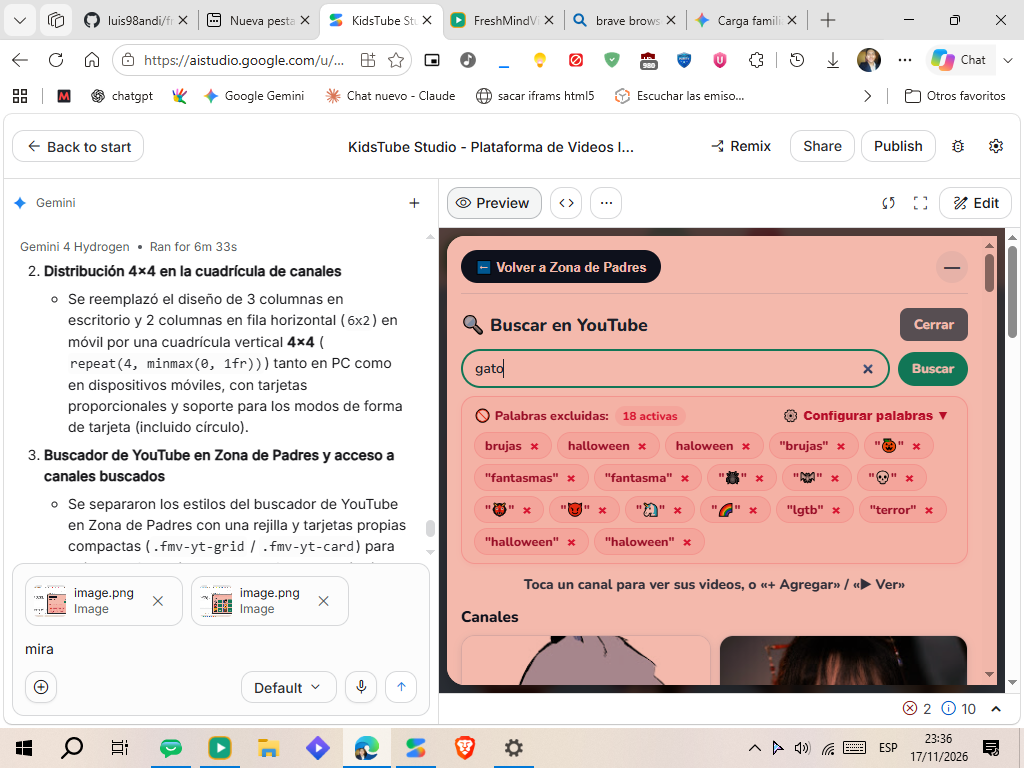 luis98andi/fr
Nueva pesta
KidsTube Stu
FreshMindVi
brave brows
Carga famili
https://aistudio.google.com/u/...
980
Chat
chatgpt
Google Gemini
Chat nuevo - Claude
sacar iframs html5
Escuchar las emiso...
Otros favoritos
Back to start
KidsTube Studio - Plataforma de Videos I...
Remix
Share
Publish
Gemini
Preview
Edit
Gemini 4 Hydrogen • Ran for 6m 33s
2. Distribución 4×4 en la cuadrícula de canales
Se reemplazó el diseño de 3 columnas en
escritorio y 2 columnas en fila horizontal (6x2) en
móvil por una cuadrícula vertical 4×4 (
repeat(4, minmax(0, 1fr))) tanto en PC como
en dispositivos móviles, con tarjetas
proporcionales y soporte para los modos de forma
de tarjeta (incluido círculo).
3. Buscador de YouTube en Zona de Padres y acceso a
canales buscados
Se separaron los estilos del buscador de YouTube
en Zona de Padres con una rejilla y tarjetas propias
compactas (.fmv-yt-grid / .fmv-yt-card) para
image.png
Image
image.png
Image
mira
Default
Volver a Zona de Padres
Buscar en YouTube
Cerrar
gato
Buscar
Palabras excluidas: 18 activas
Configurar palabras ▼
brujas × halloween × haloween × "brujas" × "🎃" ×
"fantasmas" × "fantasma" × "🕷" × "🦇" × "💀" ×
"👹" × "😈" × "🦄" × "🌈" × "lgtb" × "terror" ×
"halloween" × "haloween" ×
Toca un canal para ver sus videos, o «+ Agregar» / «▶ Ver»
Canales
2
10
ESP
23:36
17/11/2026